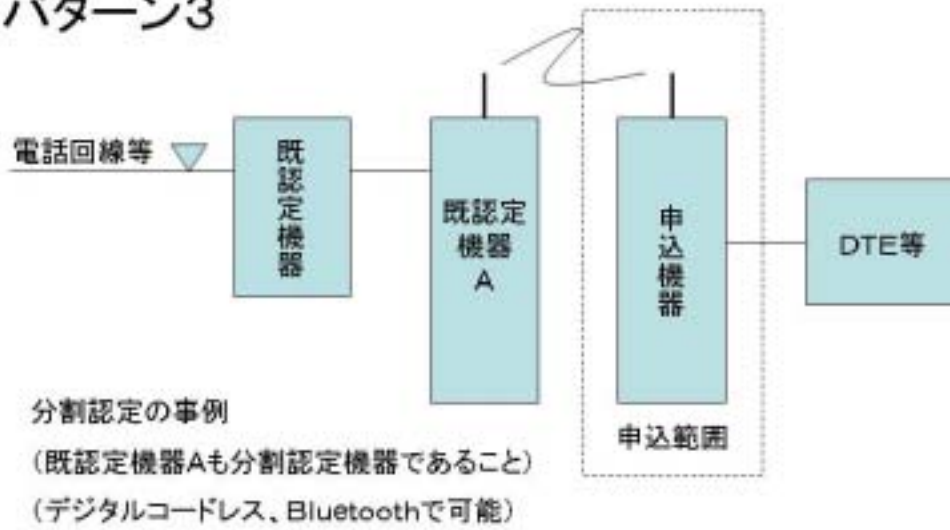 パターン3
電話回線等
既認定機器
既認定
機器
A
申込機器
DTE等
申込範囲
分割認定の事例
(既認定機器Aも分割認定機器であること)
(デジタルコードレス、Bluetoothで可能)